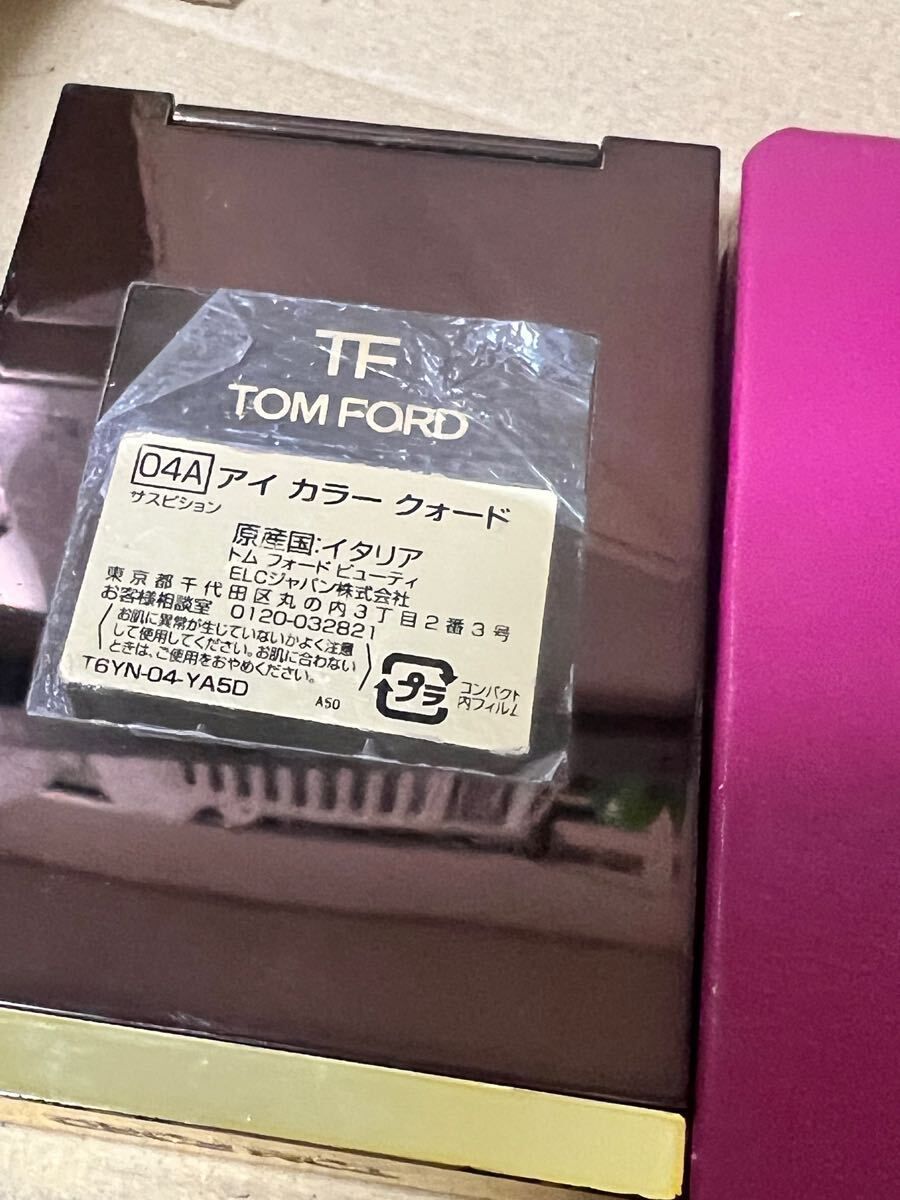 TF
TOM FORD
04A アイ カラー クォード
サスピション
原産国:イタリア
トム フォード ビューティ
ELCジャパン株式会社
東京都千代田区丸の内3丁目2番3号
お客様相談室 0120-032821
お肌に異常が生じていないかよく注意
して使用してください。お肌に合わない
ときは、ご使用をおやめください。
T6YN-04-YA5D
A50
プラ
コンパクト
内フィルム